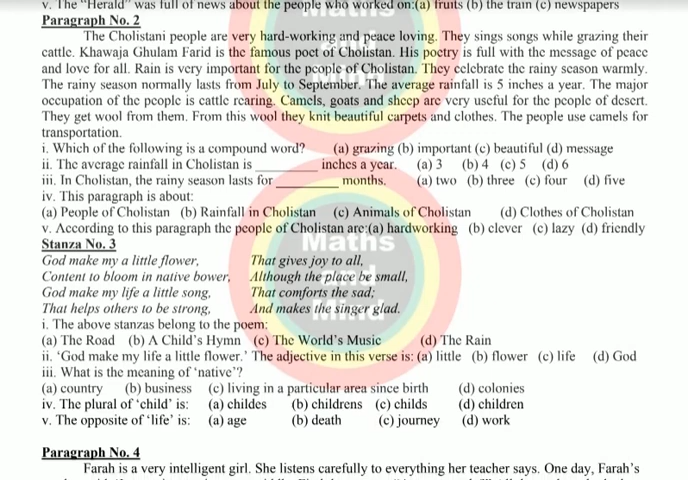 v. The "Herald" was full of news about the people who worked on:(a) fruits (b) the train (c) newspapers
Paragraph No. 2
The Cholistani people are very hard-working and peace loving. They sings songs while grazing their
cattle. Khawaja Ghulam Farid is the famous poet of Cholistan. His poetry is full with the message of peace
and love for all. Rain is very important for the people of Cholistan. They celebrate the rainy season warmly.
The rainy season normally lasts from July to September. The average rainfall is 5 inches a year. The major
occupation of the people is cattle rearing. Camels, goats and sheep are very useful for the people of desert.
They get wool from them. From this wool they knit beautiful carpets and clothes. The people use camels for
transportation.
i. Which of the following is a compound word? (a) grazing (b) important (c) beautiful (d) message
ii. The average rainfall in Cholistan is ________ inches a year. (a) 3 (b) 4 (c) 5 (d) 6
iii. In Cholistan, the rainy season lasts for ________ months. (a) two (b) three (c) four (d) five
iv. This paragraph is about:
(a) People of Cholistan (b) Rainfall in Cholistan (c) Animals of Cholistan (d) Clothes of Cholistan
v. According to this paragraph the people of Cholistan are:(a) hardworking (b) clever (c) lazy (d) friendly
Maths
Stanza No. 3
God make my a little flower, That gives joy to all,
Content to bloom in native bower, Although the place be small,
God make my life a little song, That comforts the sad;
That helps others to be strong, And makes the singer glad.
i. The above stanzas belong to the poem:
(a) The Road (b) A Child's Hymn (c) The World's Music (d) The Rain
ii. 'God make my life a little flower.' The adjective in this verse is: (a) little (b) flower (c) life (d) God
iii. What is the meaning of 'native'?
(a) country (b) business (c) living in a particular area since birth (d) colonies
iv. The plural of 'child' is: (a) childes (b) childrens (c) childs (d) children
v. The opposite of 'life' is: (a) age (b) death (c) journey (d) work
Paragraph No. 4
Farah is a very intelligent girl. She listens carefully to everything her teacher says. One day, Farah's